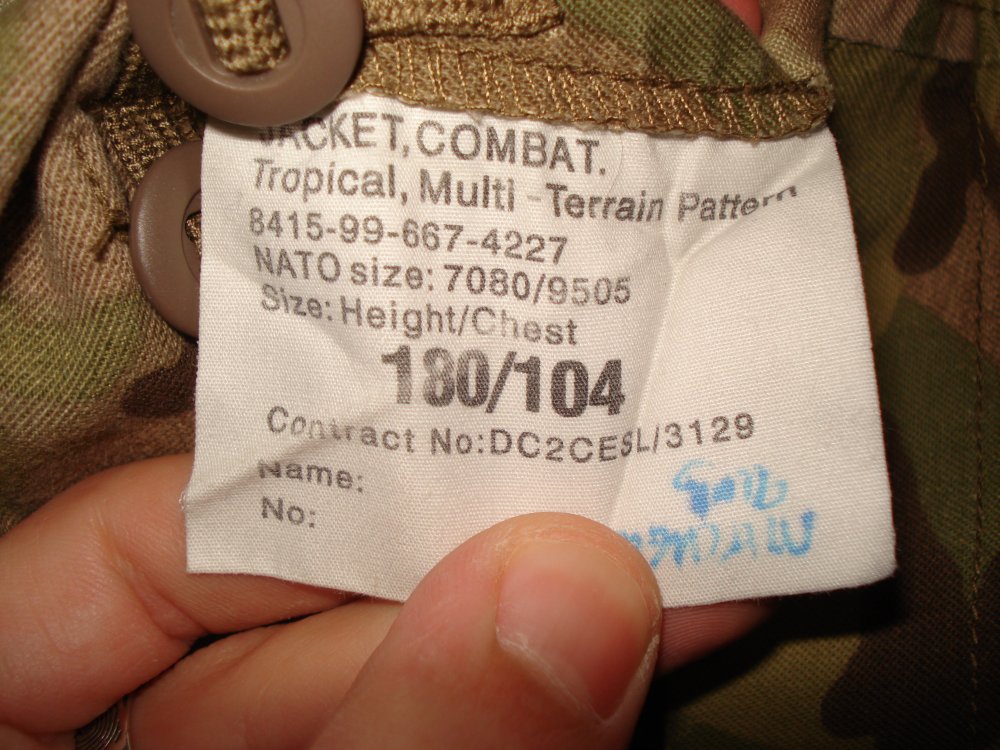 JACKET, COMBAT.
Tropical, Multi - Terrain Pattern
8415-99-667-4227
NATO size: 7080/9505
Size: Height/Chest
180/104
Contract No:DC2CESL/3129
Name:
No: